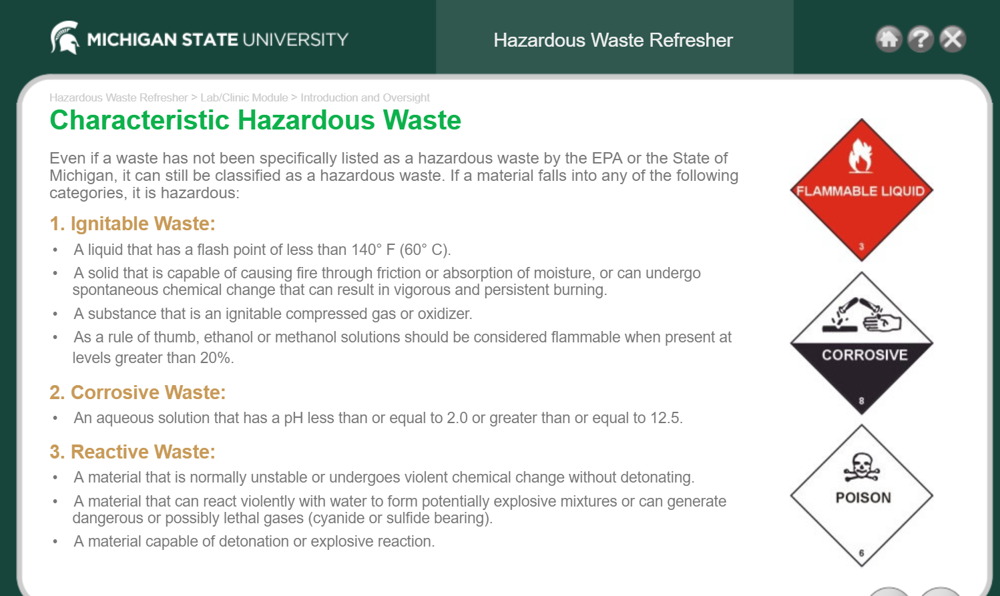 MICHIGAN STATE UNIVERSITY
Hazardous Waste Refresher
Hazardous Waste Refresher > Lab/Clinic Module > Introduction and Oversight
Characteristic Hazardous Waste
Even if a waste has not been specifically listed as a hazardous waste by the EPA or the State of
Michigan, it can still be classified as a hazardous waste. If a material falls into any of the following
categories, it is hazardous:
1. Ignitable Waste:
• A liquid that has a flash point of less than 140° F (60° C).
• A solid that is capable of causing fire through friction or absorption of moisture, or can undergo
spontaneous chemical change that can result in vigorous and persistent burning.
• A substance that is an ignitable compressed gas or oxidizer.
• As a rule of thumb, ethanol or methanol solutions should be considered flammable when present at
levels greater than 20%.
2. Corrosive Waste:
• An aqueous solution that has a pH less than or equal to 2.0 or greater than or equal to 12.5.
3. Reactive Waste:
• A material that is normally unstable or undergoes violent chemical change without detonating.
• A material that can react violently with water to form potentially explosive mixtures or can generate
dangerous or possibly lethal gases (cyanide or sulfide bearing).
• A material capable of detonation or explosive reaction.
FLAMMABLE LIQUID
3
CORROSIVE
8
POISON
6